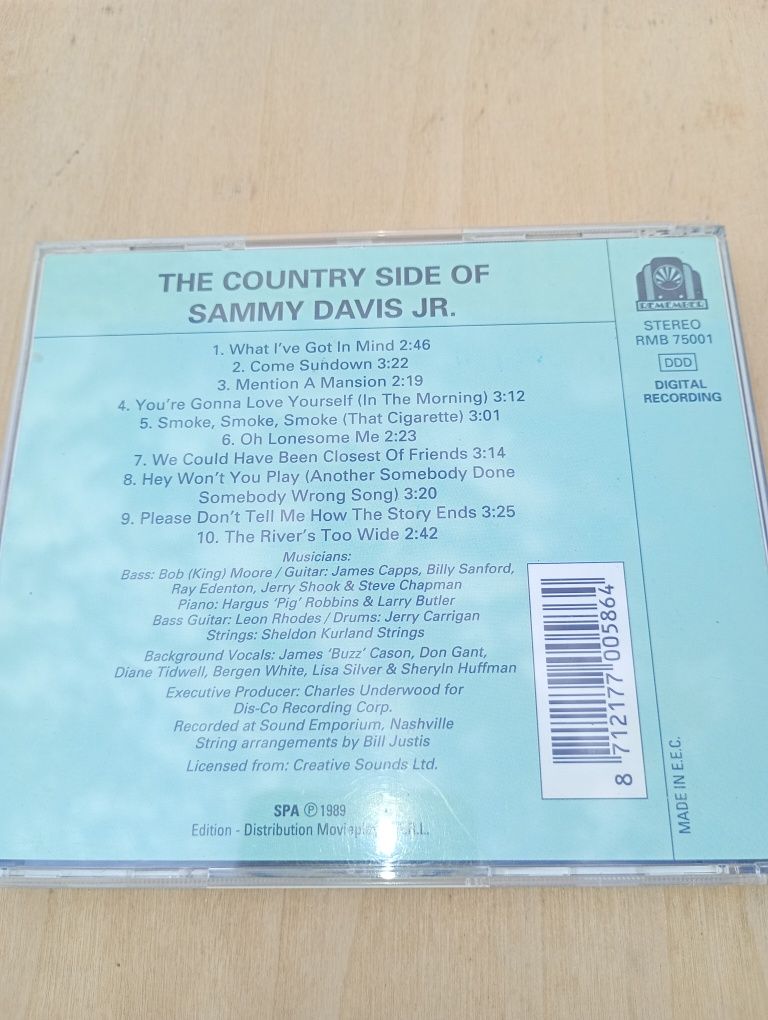 THE COUNTRY SIDE OF
SAMMY DAVIS JR.
1. What I've Got In Mind 2:46
2. Come Sundown 3:22
3. Mention A Mansion 2:19
4. You're Gonna Love Yourself (In The Morning) 3:12
5. Smoke, Smoke, Smoke (That Cigarette) 3:01
6. Oh Lonesome Me 2:23
7. We Could Have Been Closest Of Friends 3:14
8. Hey Won't You Play (Another Somebody Done
Somebody Wrong Song) 3:20
9. Please Don't Tell Me How The Story Ends 3:25
10. The River's Too Wide 2:42
Musicians:
Bass: Bob (King) Moore / Guitar: James Capps, Billy Sanford,
Ray Edenton, Jerry Shook & Steve Chapman
Piano: Hargus 'Pig' Robbins & Larry Butler
Bass Guitar: Leon Rhodes / Drums: Jerry Carrigan
Strings: Sheldon Kurland Strings
Background Vocals: James 'Buzz' Cason, Don Gant,
Diane Tidwell, Bergen White, Lisa Silver & Sheryln Huffman
Executive Producer: Charles Underwood for
Dis-Co Recording Corp.
Recorded at Sound Emporium, Nashville
String arrangements by Bill Justis
Licensed from: Creative Sounds Ltd.
SPA ℗ 1989
Edition - Distribution
REMEMBER
STEREO
RMB 75001
DDD
DIGITAL
RECORDING
8 712177 005864
MADE IN E.E.C.